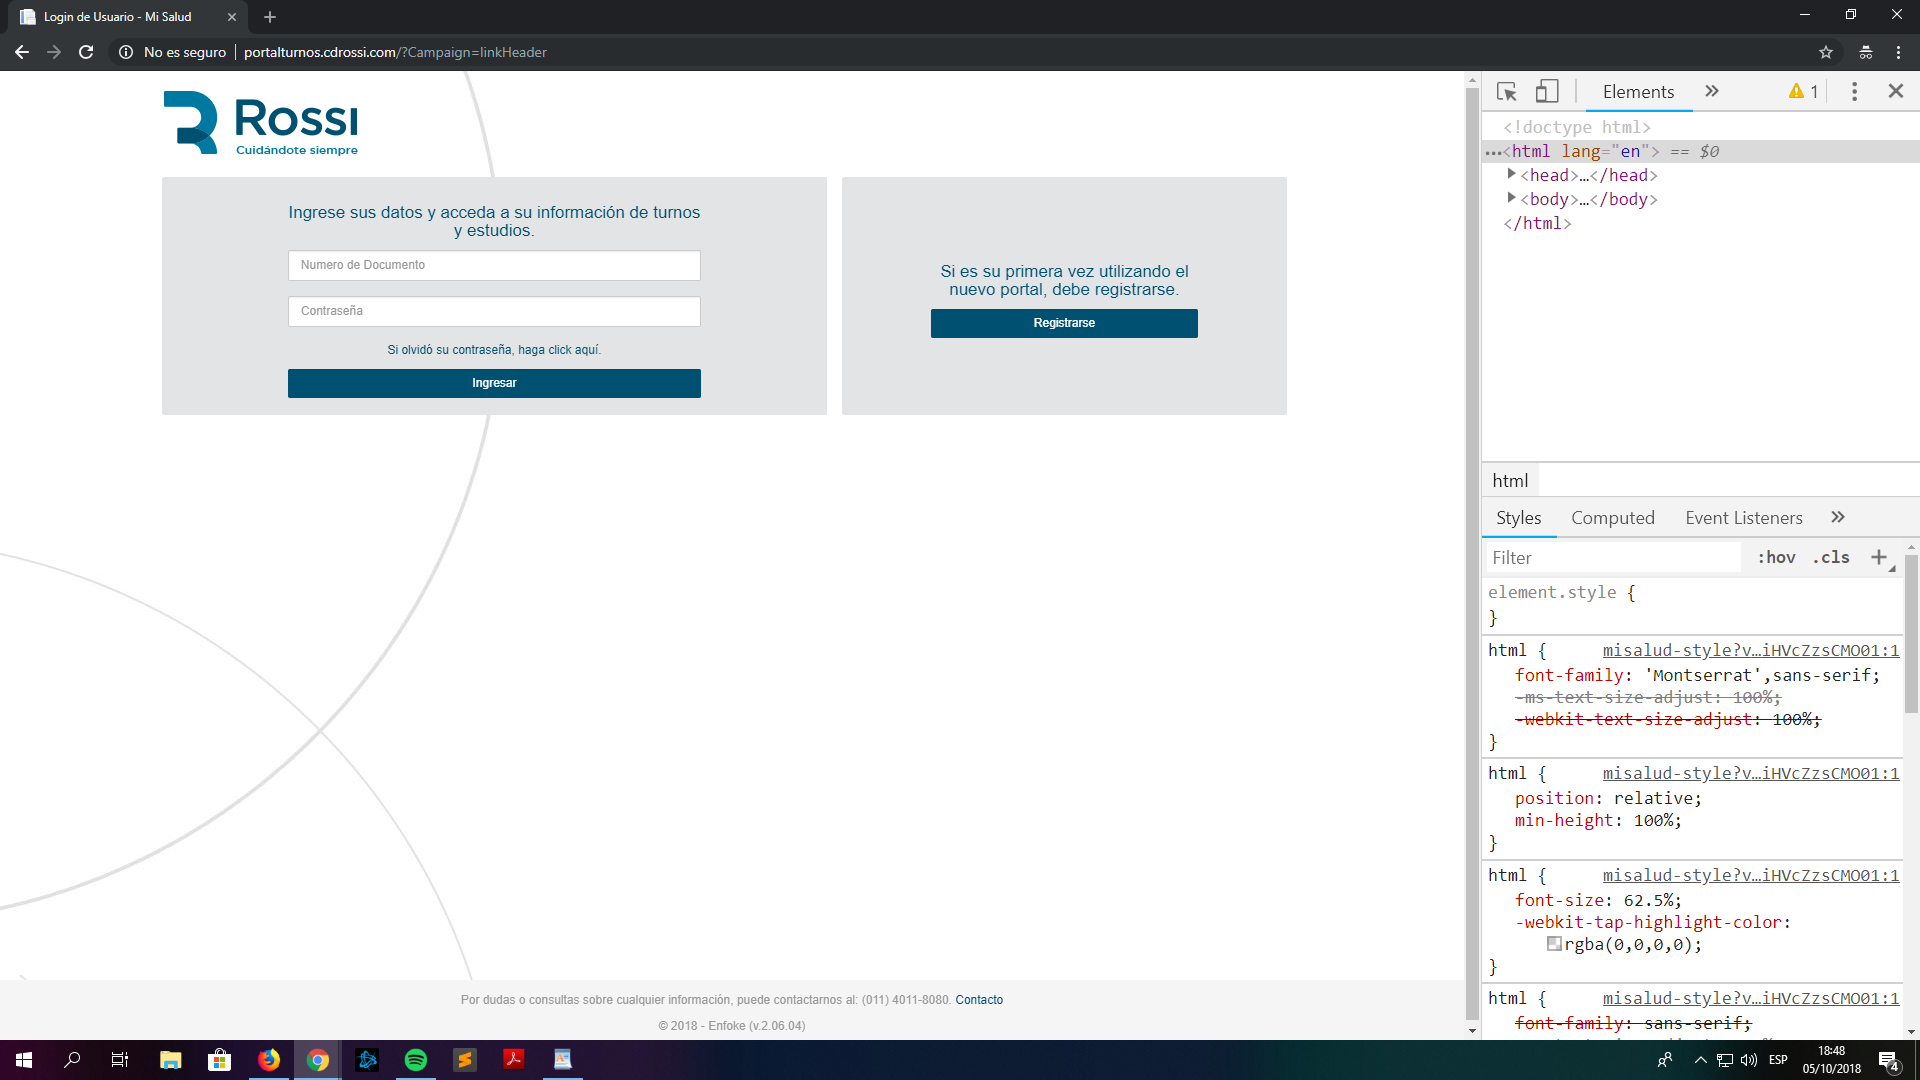 Login de Usuario - Mi Salud
No es seguro
portalturnos.cdrossi.com/?Campaign=linkHeader
Rossi
Cuidándote siempre
Ingrese sus datos y acceda a su información de turnos
y estudios.
Numero de Documento
Contraseña
Si olvidó su contraseña, haga click aquí.
Ingresar
Si es su primera vez utilizando el
nuevo portal, debe registrarse.
Registrarse
Por dudas o consultas sobre cualquier información, puede contactarnos al: (011) 4011-8080. Contacto
© 2018 - Enfoke (v.2.06.04)
Elements
1
<!doctype html>
…<html lang="en"> == $0
<head>…</head>
<body>…</body>
</html>
html
Styles
Computed
Event Listeners
Filter
:hov
.cls
element.style {
}
html {
misalud-style?v…iHVcZzsCMO01:1
font-family: 'Montserrat',sans-serif;
-ms-text-size-adjust: 100%;
-webkit-text-size-adjust: 100%;
}
html {
misalud-style?v…iHVcZzsCMO01:1
position: relative;
min-height: 100%;
}
html {
misalud-style?v…iHVcZzsCMO01:1
font-size: 62.5%;
-webkit-tap-highlight-color:
rgba(0,0,0,0);
}
html {
misalud-style?v…iHVcZzsCMO01:1
font-family: sans-serif;
ESP
18:48
05/10/2018
4